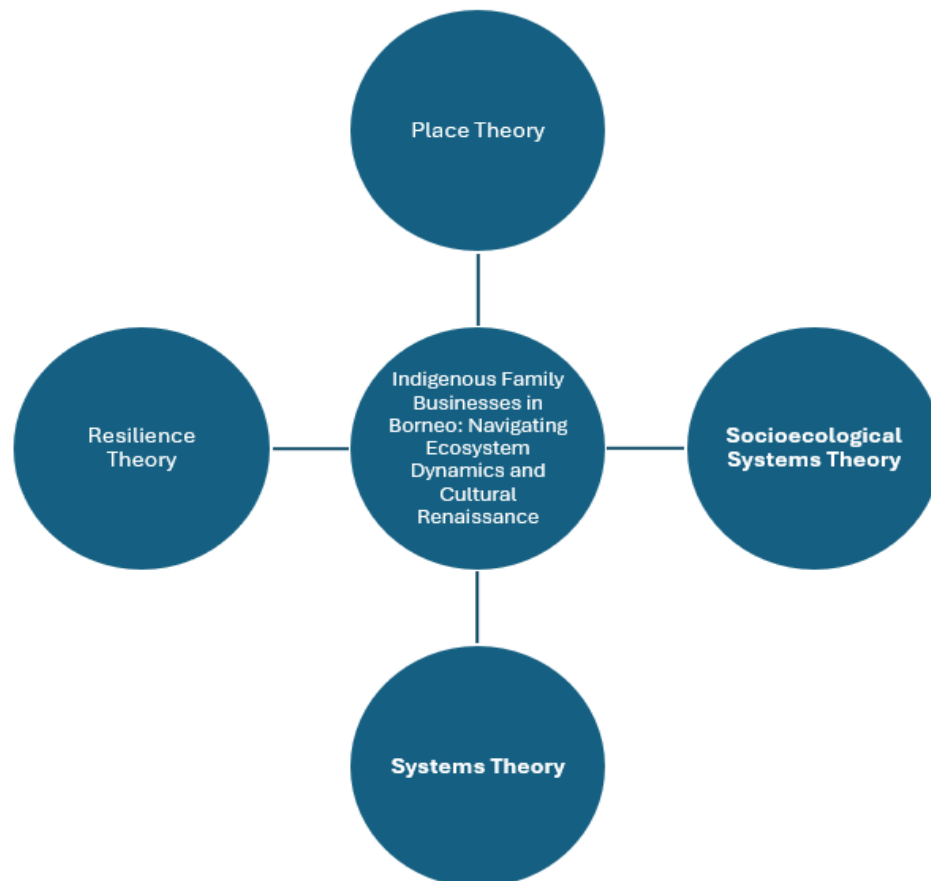 Place Theory
Resilience
Theory
Indigenous Family
Businesses in
Borneo: Navigating
Ecosystem
Dynamics and
Cultural
Renaissance
Socioecological
Systems Theory
Systems Theory